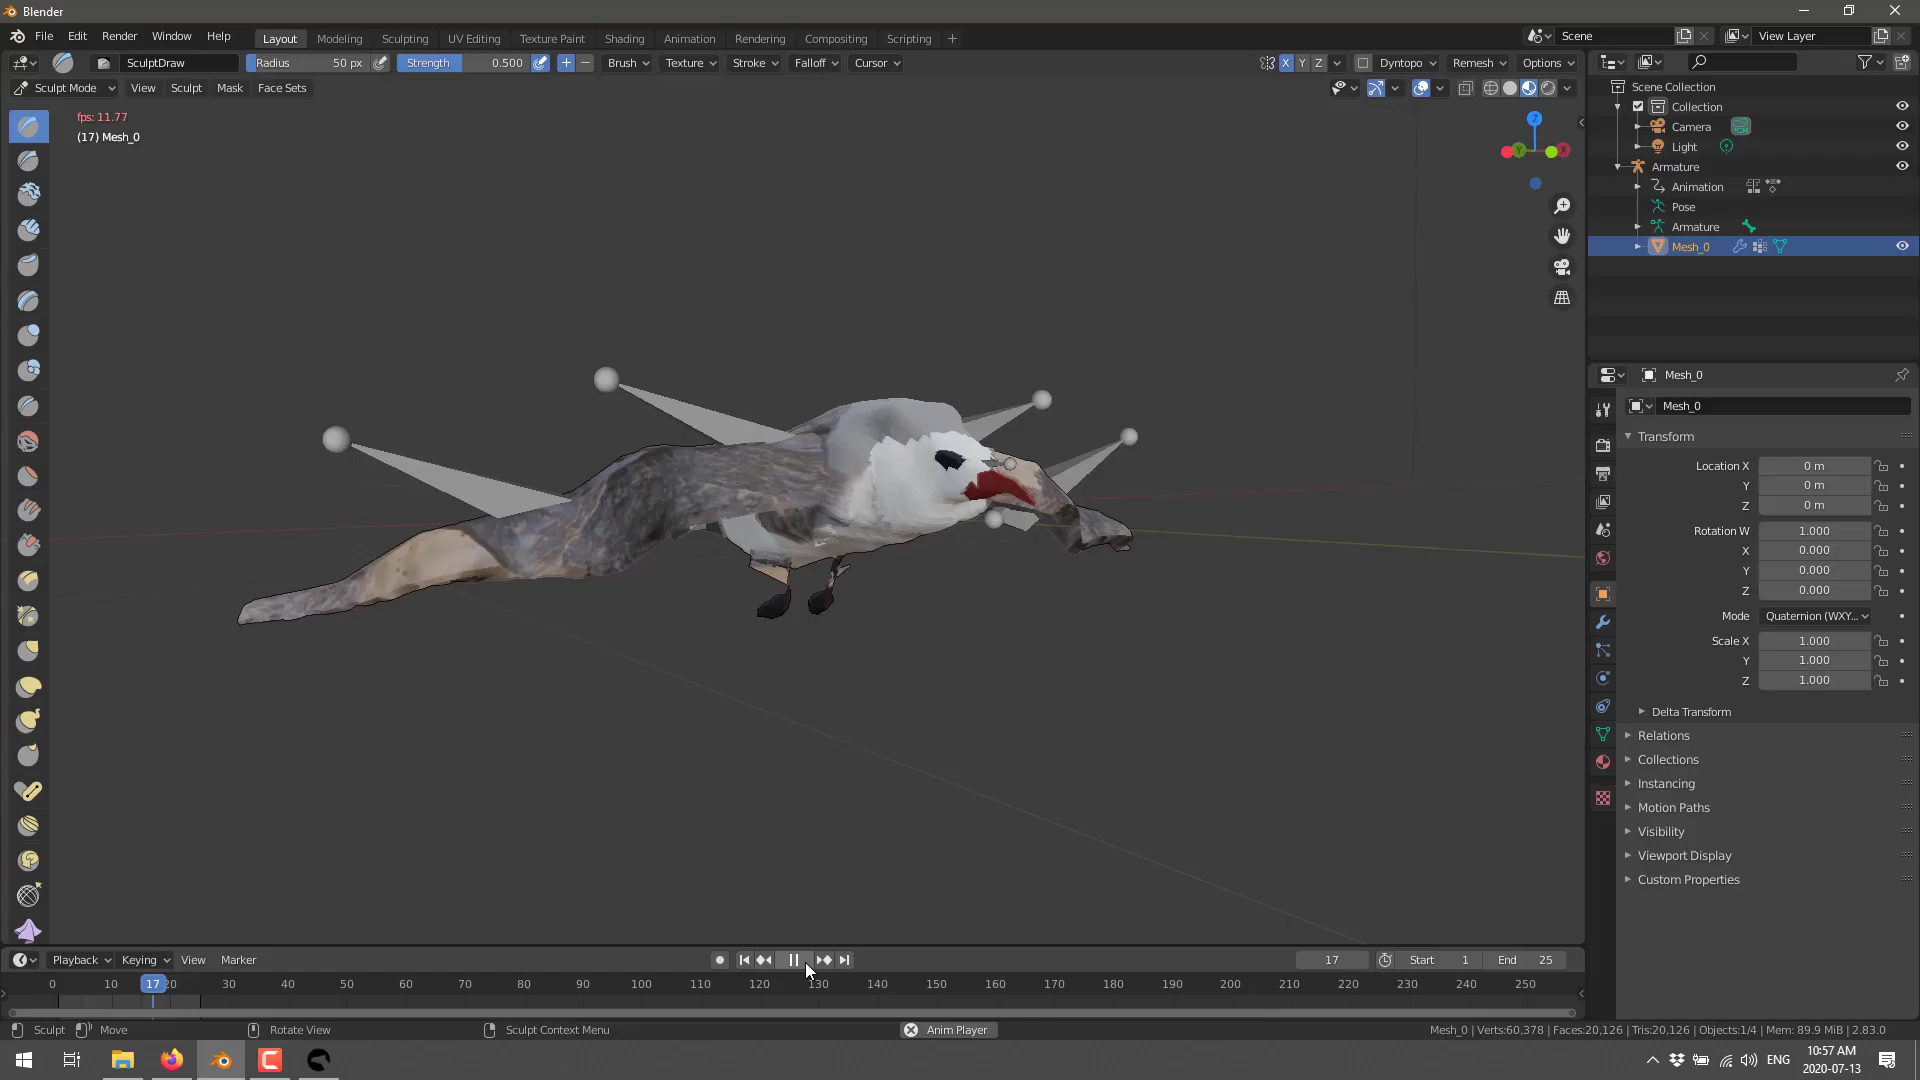 Blender
File Edit Render Window Help
Layout Modeling Sculpting UV Editing Texture Paint Shading Animation Rendering Compositing Scripting +
Scene
View Layer
SculptDraw
Radius 50 px
Strength 0.500
Brush Texture Stroke Falloff Cursor
X Y Z
Dyntopo Remesh Options
Sculpt Mode View Sculpt Mask Face Sets
fps: 11.77
(17) Mesh_0
Z
Y
X
Scene Collection
Collection
Camera
Light
Armature
Animation
Pose
Armature
Mesh_0
Mesh_0
Mesh_0
Transform
Location X 0 m
Y 0 m
Z 0 m
Rotation W 1.000
X 0.000
Y 0.000
Z 0.000
Mode Quaternion (WXY...
Scale X 1.000
Y 1.000
Z 1.000
Delta Transform
Relations
Collections
Instancing
Motion Paths
Visibility
Viewport Display
Custom Properties
Playback Keying View Marker
17
Start 1
End 25
0 17 20 30 40 50 60 70 80 90 100 110 120 130 140 150 160 170 180 190 200 210 220 230 240 250
Sculpt Move Rotate View Sculpt Context Menu
Anim Player
Mesh_0 | Verts:60,378 | Faces:20,126 | Tris:20,126 | Objects:1/4 | Mem: 89.9 MiB | 2.83.0
ENG
10:57 AM
2020-07-13